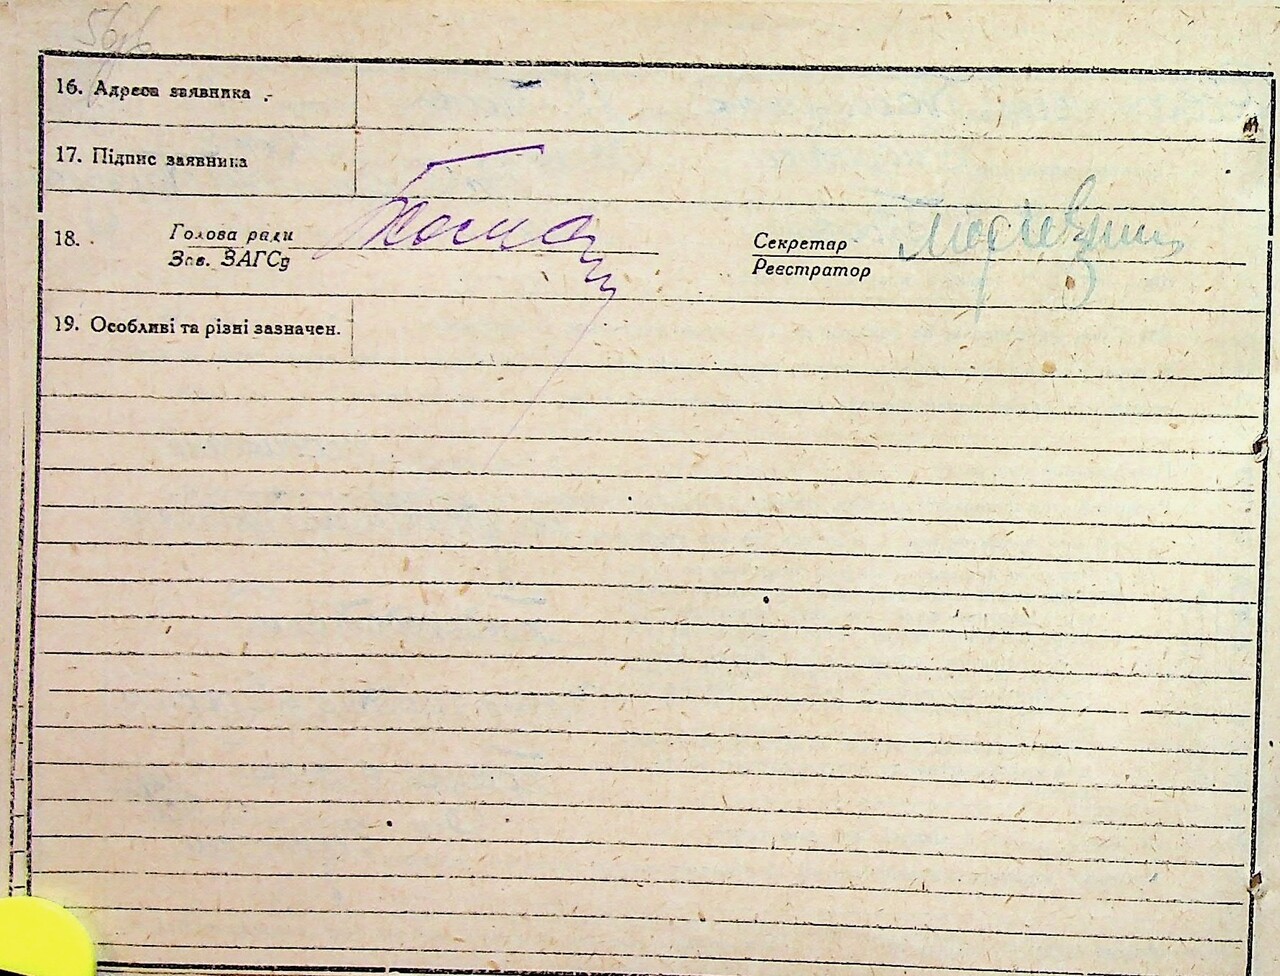 16. Адреса заявника
17. Підпис заявника
18. Голова ради
Зав. ЗАГСу
Секретар
Реєстратор
19. Особливі та різні зазначен.